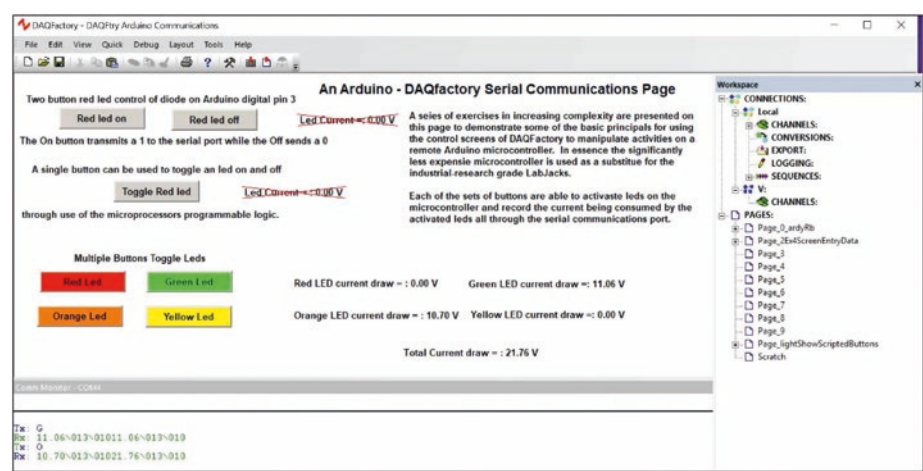 DAQFactory - DAQFtry Arduino Communications
File Edit View Quick Debug Layout Tools Help
An Arduino - DAQfactory Serial Communications Page
Two button red led control of diode on Arduino digital pin 3
Red led on
Red led off
Led Current =: 0.00 V
The On button transmits a 1 to the serial port while the Off sends a 0
A single button can be used to toggle an led on and off
Toggle Red led
Led Current =: 0.00 V
through use of the microprocessors programmable logic.
A seies of exercises in increasing complexity are presented on
this page to demonstrate some of the basic principals for using
the control screens of DAQFactory to manipulate activities on a
remote Arduino microcontroller. In essence the significantly
less expensie microcontroller is used as a substitue for the
industrial-research grade LabJacks.
Each of the sets of buttons are able to activaste leds on the
microcontroller and record the current being consumed by the
activated leds all through the serial communications port.
Multiple Buttons Toggle Leds
Red Led
Green Led
Orange Led
Yellow Led
Red LED current draw = : 0.00 V
Green LED current draw =: 11.06 V
Orange LED current draw = : 10.70 V
Yellow LED current draw =: 0.00 V
Total Current draw = : 21.76 V
Workspace
CONNECTIONS:
Local
CHANNELS:
CONVERSIONS:
EXPORT:
LOGGING:
SEQUENCES:
V:
CHANNELS:
PAGES:
Page_0_ardyRb
Page_2Ex4ScreenEntryData
Page_3
Page_4
Page_5
Page_6
Page_7
Page_8
Page_9
Page_lightShowScriptedButtons
Scratch
Comm Monitor - COM4
Tx: G
Rx: 11.06\013\01011.06\013\010
Tx: O
Rx: 10.70\013\01021.76\013\010